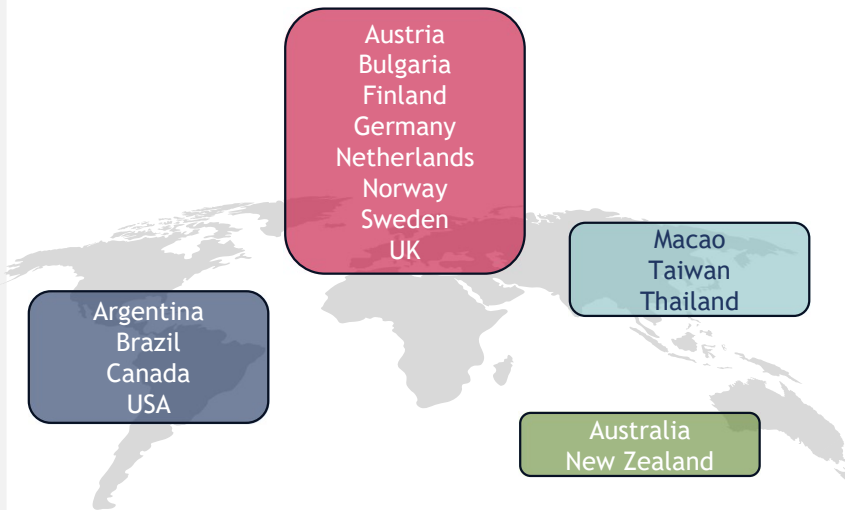 Austria
Bulgaria
Finland
Germany
Netherlands
Norway
Sweden
UK
Macao
Taiwan
Thailand
Argentina
Brazil
Canada
USA
Australia
New Zealand